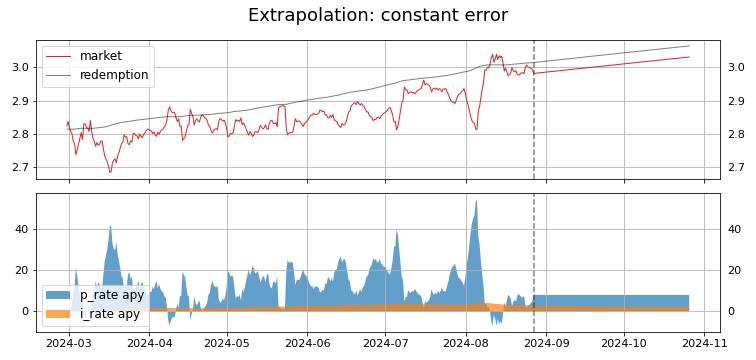 Extrapolation: constant error
market
redemption
3.0 3.0
2.9 2.9
2.8 2.8
2.7 2.7
40 40
20 20
0 0
p_rate apy
i_rate apy
2024-03 2024-04 2024-05 2024-06 2024-07 2024-08 2024-09 2024-10 2024-11